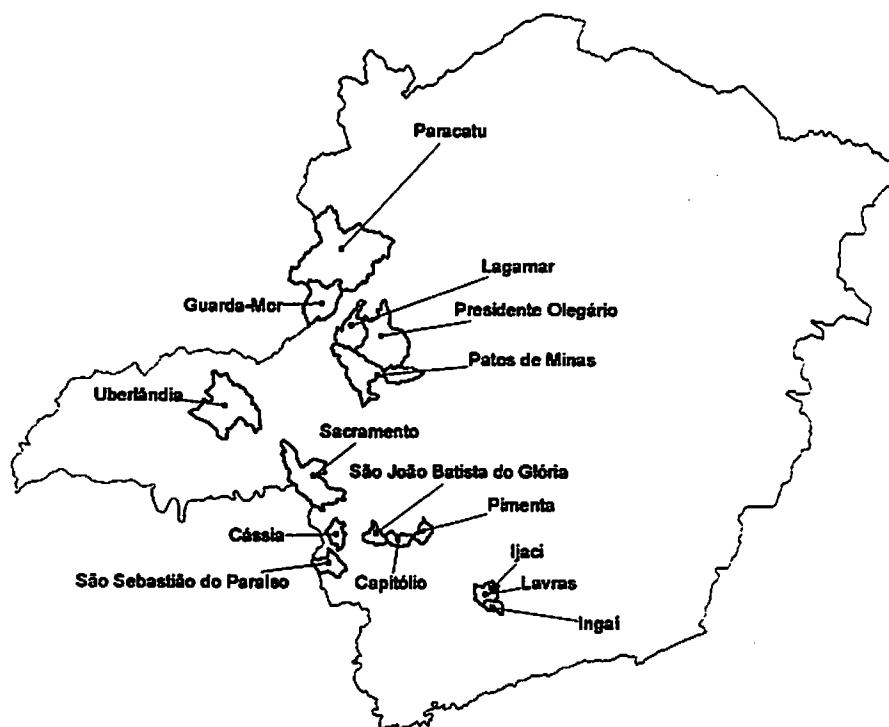 Paracatu
Lagamar
Guarda-Mor
Presidente Olegário
Patos de Minas
Uberlândia
Sacramento
São João Batista do Glória
Pimenta
Cássia
Ijaci
São Sebastião do Paraíso
Capitólio
Lavras
Ingaí